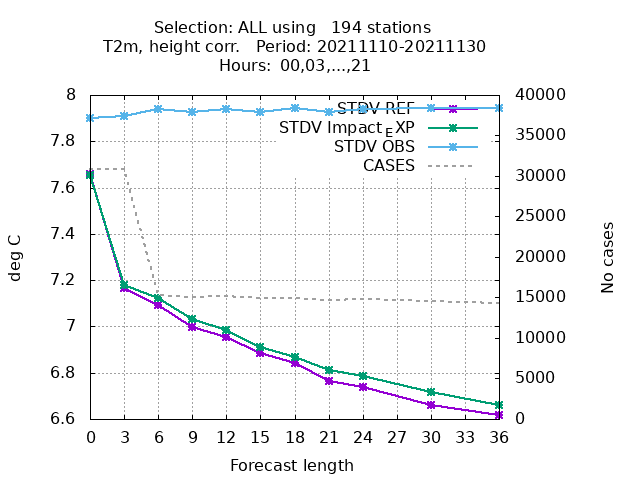 Selection: ALL using   194 stations
T2m, height corr.   Period: 20211110-20211130
Hours: 00,03,...,21
8
7.8
7.6
7.4
7.2
7
6.8
6.6
deg C
STDV REF
STDV Impact_EXP
STDV OBS
CASES
40000
35000
30000
25000
20000
15000
10000
5000
0
No cases
0 3 6 9 12 15 18 21 24 27 30 33 36
Forecast length